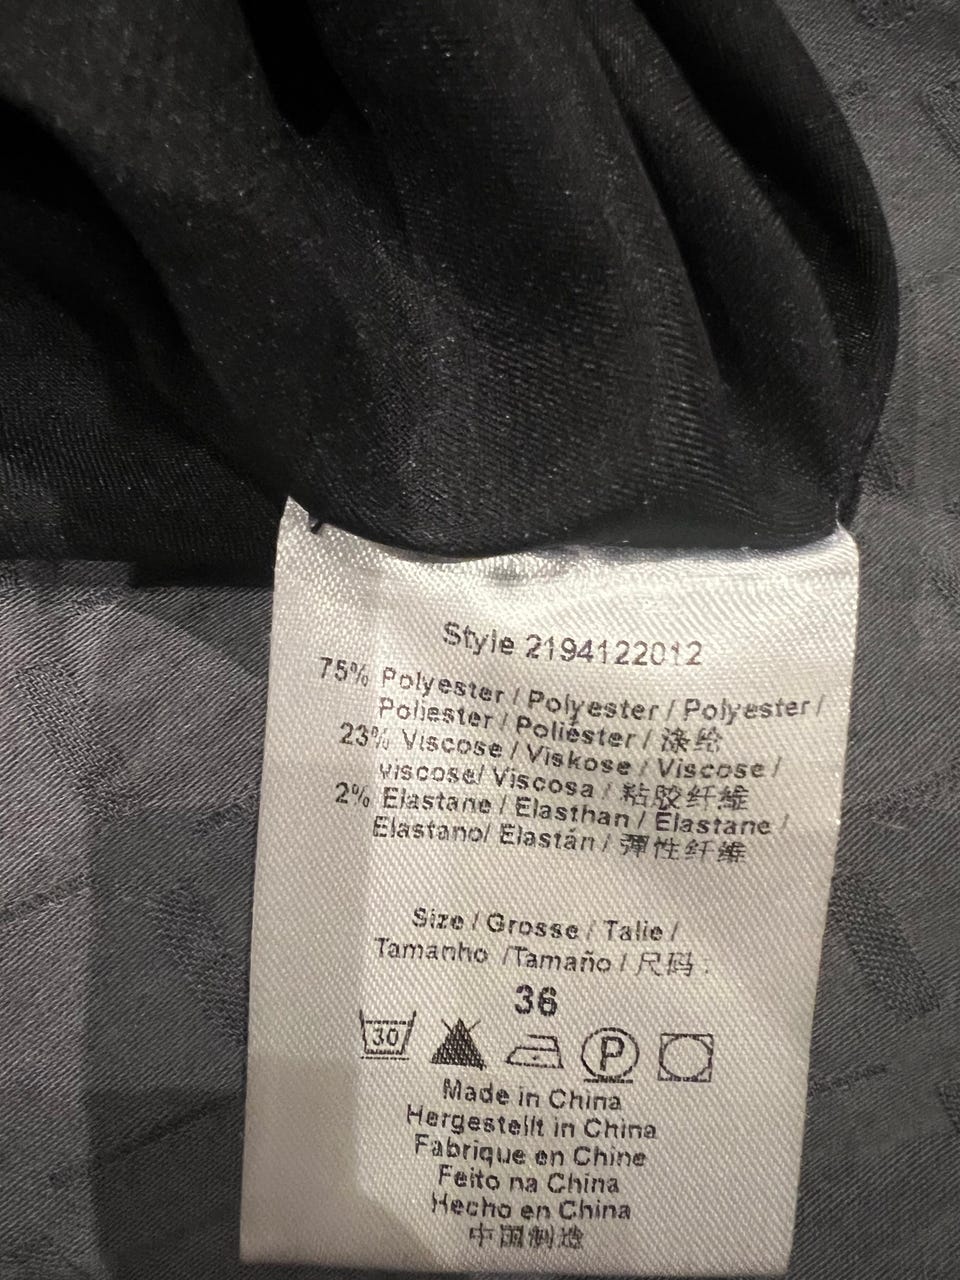 Style 2194122012
75% Polyester / Polyester / Polyester /
Poliester / Poliéster / 涤纶
23% Viscose / Viskose / Viscose /
viscose/ Viscosa / 粘胶纤维
2% Elastane / Elasthan / Élastane /
Elastano/ Elastán / 彈性纤维
Size / Grosse / Talie /
Tamanho /Tamaño / 尺码 :
36
30 P
Made in China
Hergestellt in China
Fabrique en Chine
Feito na China
Hecho en China
中国制造